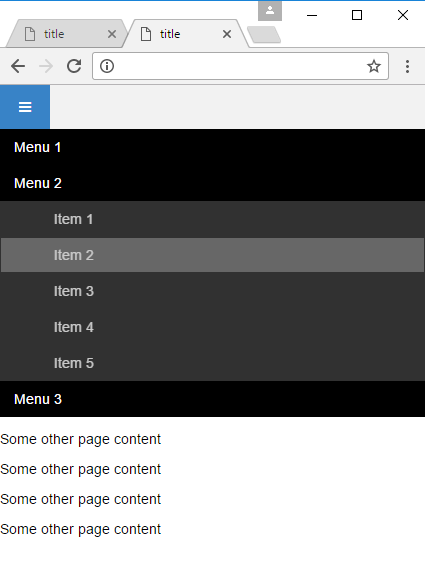 title title
Menu 1
Menu 2
Item 1
Item 2
Item 3
Item 4
Item 5
Menu 3
Some other page content
Some other page content
Some other page content
Some other page content